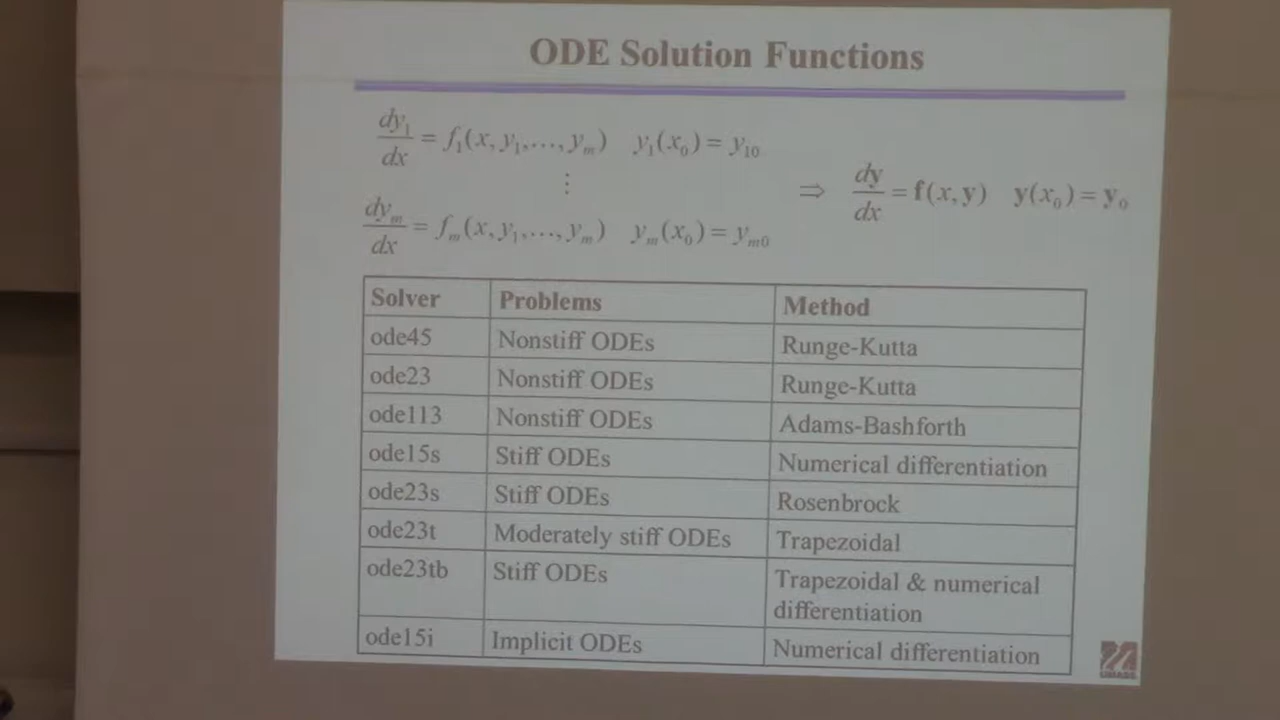 ODE Solution Functions
dy₁/dx = f₁(x, y₁,…, yₘ) y₁(x₀) = y₁₀
⋮
dyₘ/dx = fₘ(x, y₁,…, yₘ) yₘ(x₀) = yₘ₀
⇒ dy/dx = f(x, y) y(x₀) = y₀
Solver Problems Method
ode45 Nonstiff ODEs Runge-Kutta
ode23 Nonstiff ODEs Runge-Kutta
ode113 Nonstiff ODEs Adams-Bashforth
ode15s Stiff ODEs Numerical differentiation
ode23s Stiff ODEs Rosenbrock
ode23t Moderately stiff ODEs Trapezoidal
ode23tb Stiff ODEs Trapezoidal & numerical
differentiation
ode15i Implicit ODEs Numerical differentiation
UMASS